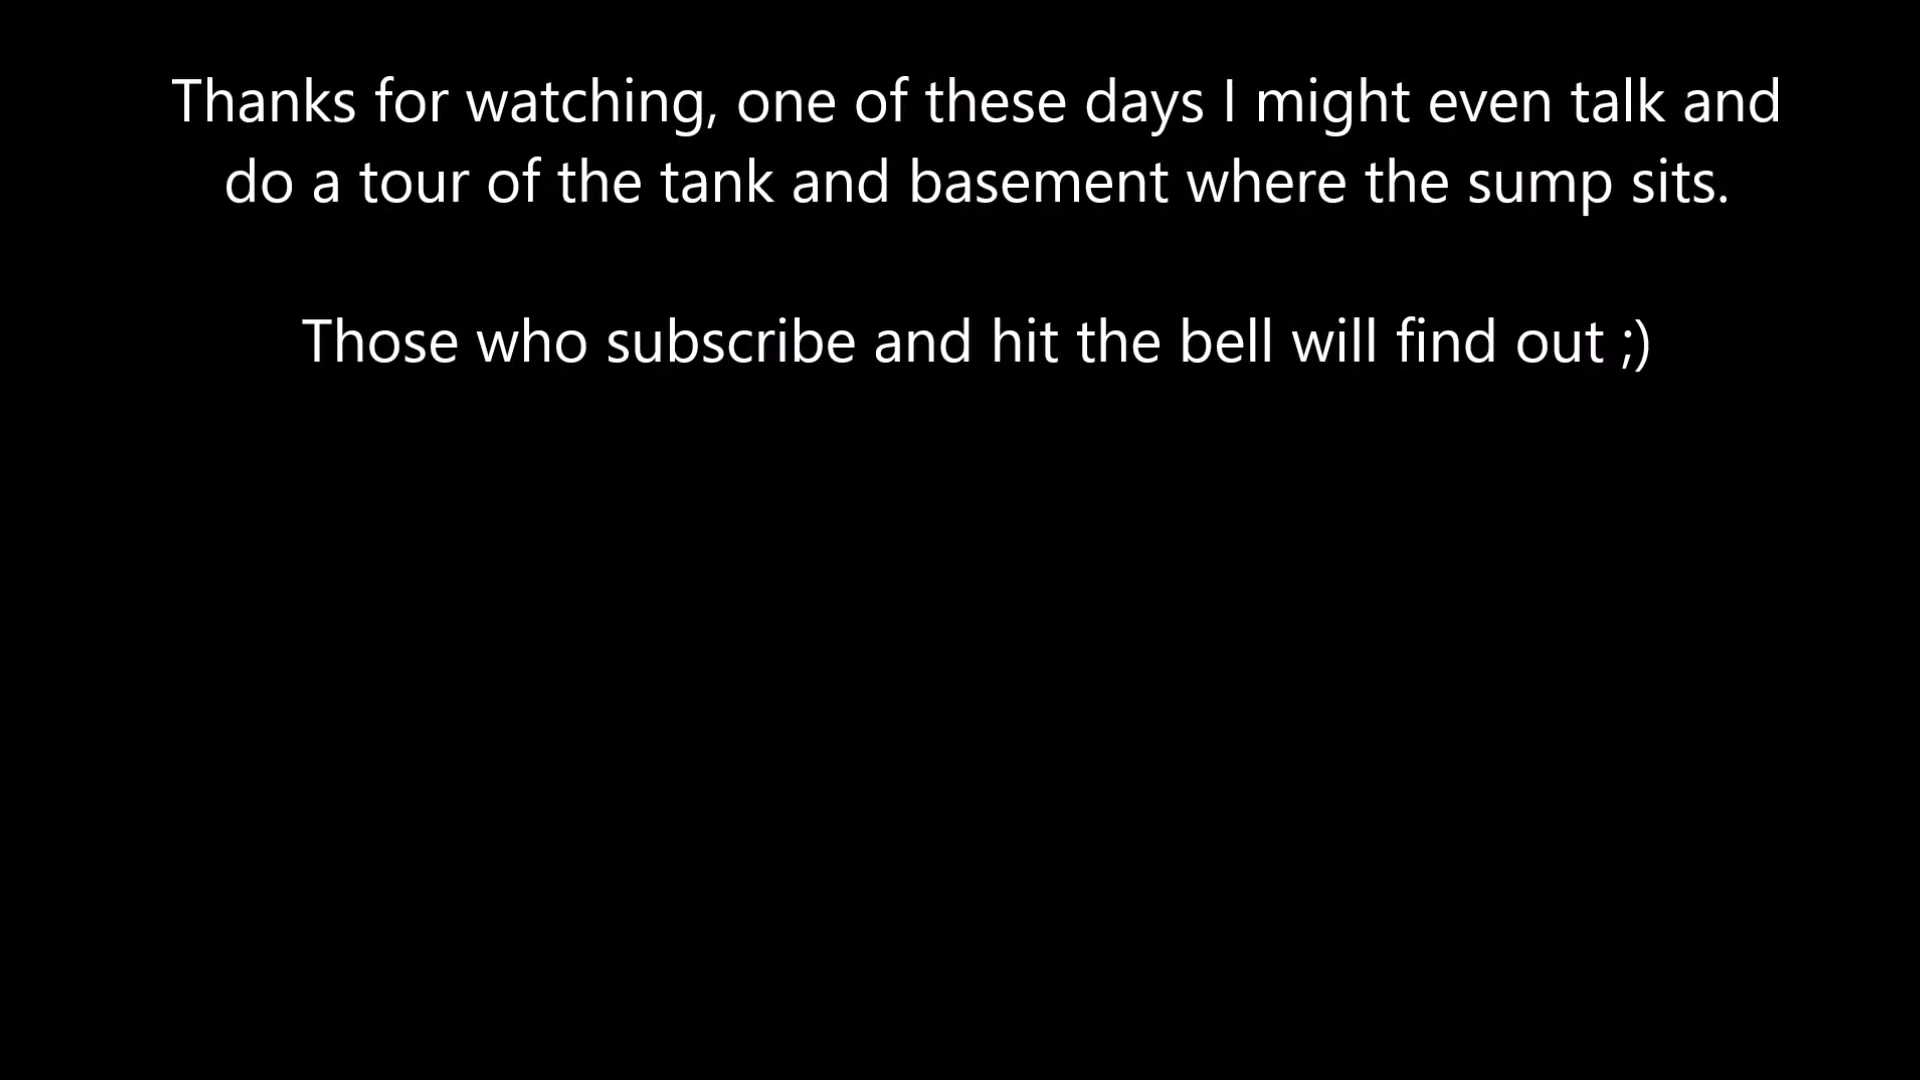 Thanks for watching, one of these days I might even talk and
do a tour of the tank and basement where the sump sits.
Those who subscribe and hit the bell will find out ;)